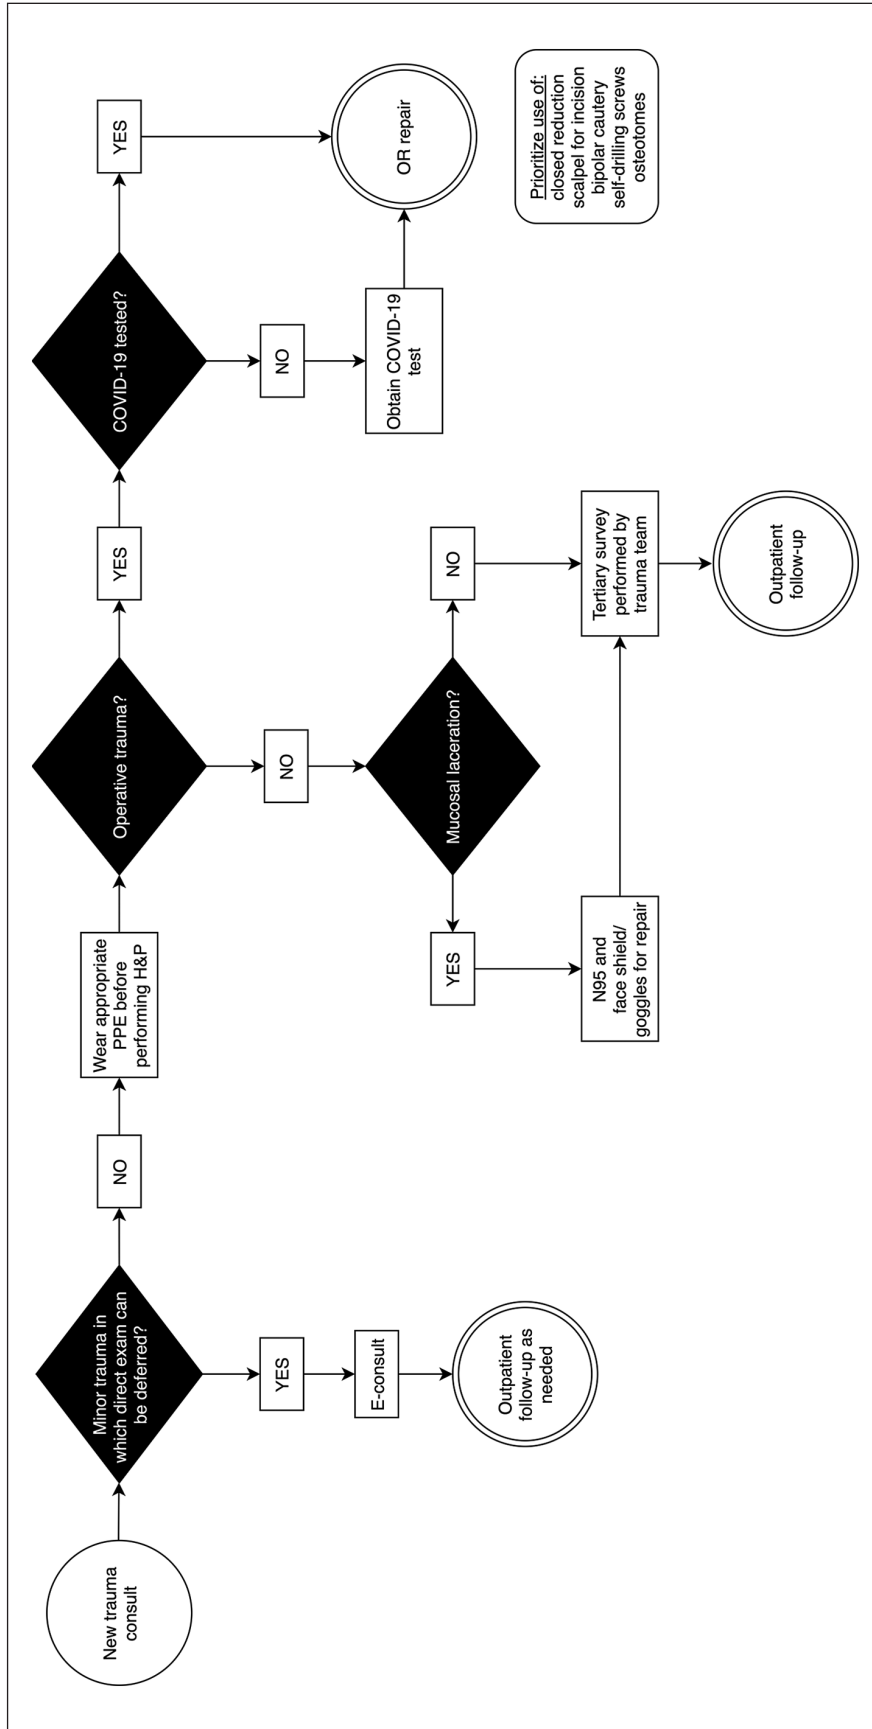 New trauma
consult
Minor trauma in
which direct exam can
be deferred?
YES
E-consult
Outpatient
follow-up as
needed
NO
Wear appropriate
PPE before
performing H&P
Operative trauma?
NO
Mucosal laceration?
YES
N95 and
face shield/
goggles for repair
NO
Tertiary survey
performed by
trauma team
Outpatient
follow-up
YES
COVID-19 tested?
NO
Obtain COVID-19
test
YES
OR repair
Prioritize use of:
closed reduction
scalpel for incision
bipolar cautery
self-drilling screws
osteotomes